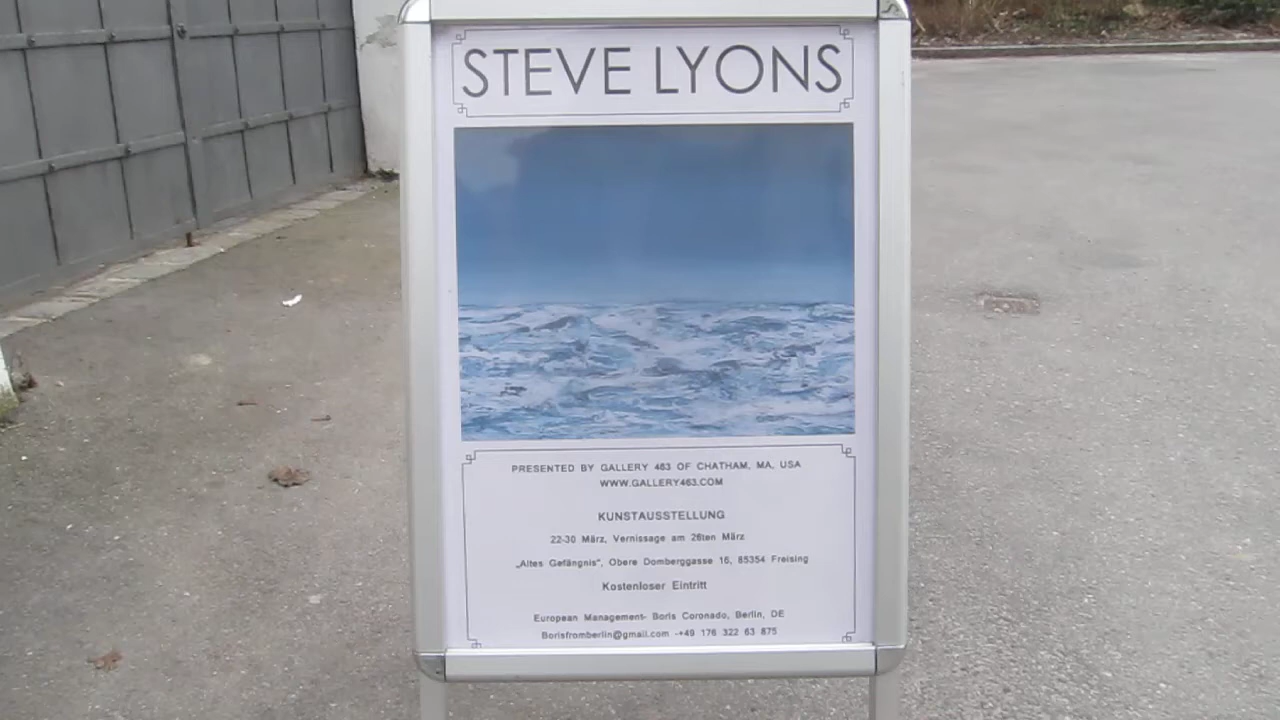 STEVE LYONS
PRESENTED BY GALLERY 463 OF CHATHAM, MA, USA
WWW.GALLERY463.COM
KUNSTAUSSTELLUNG
22-30 März, Vernissage am 26ten März
„Altes Gefängnis", Obere Domberggasse 16, 85354 Freising
Kostenloser Eintritt
European Management- Boris Coronado, Berlin, DE
Borisfromberlin@gmail.com -+49 176 322 63 875